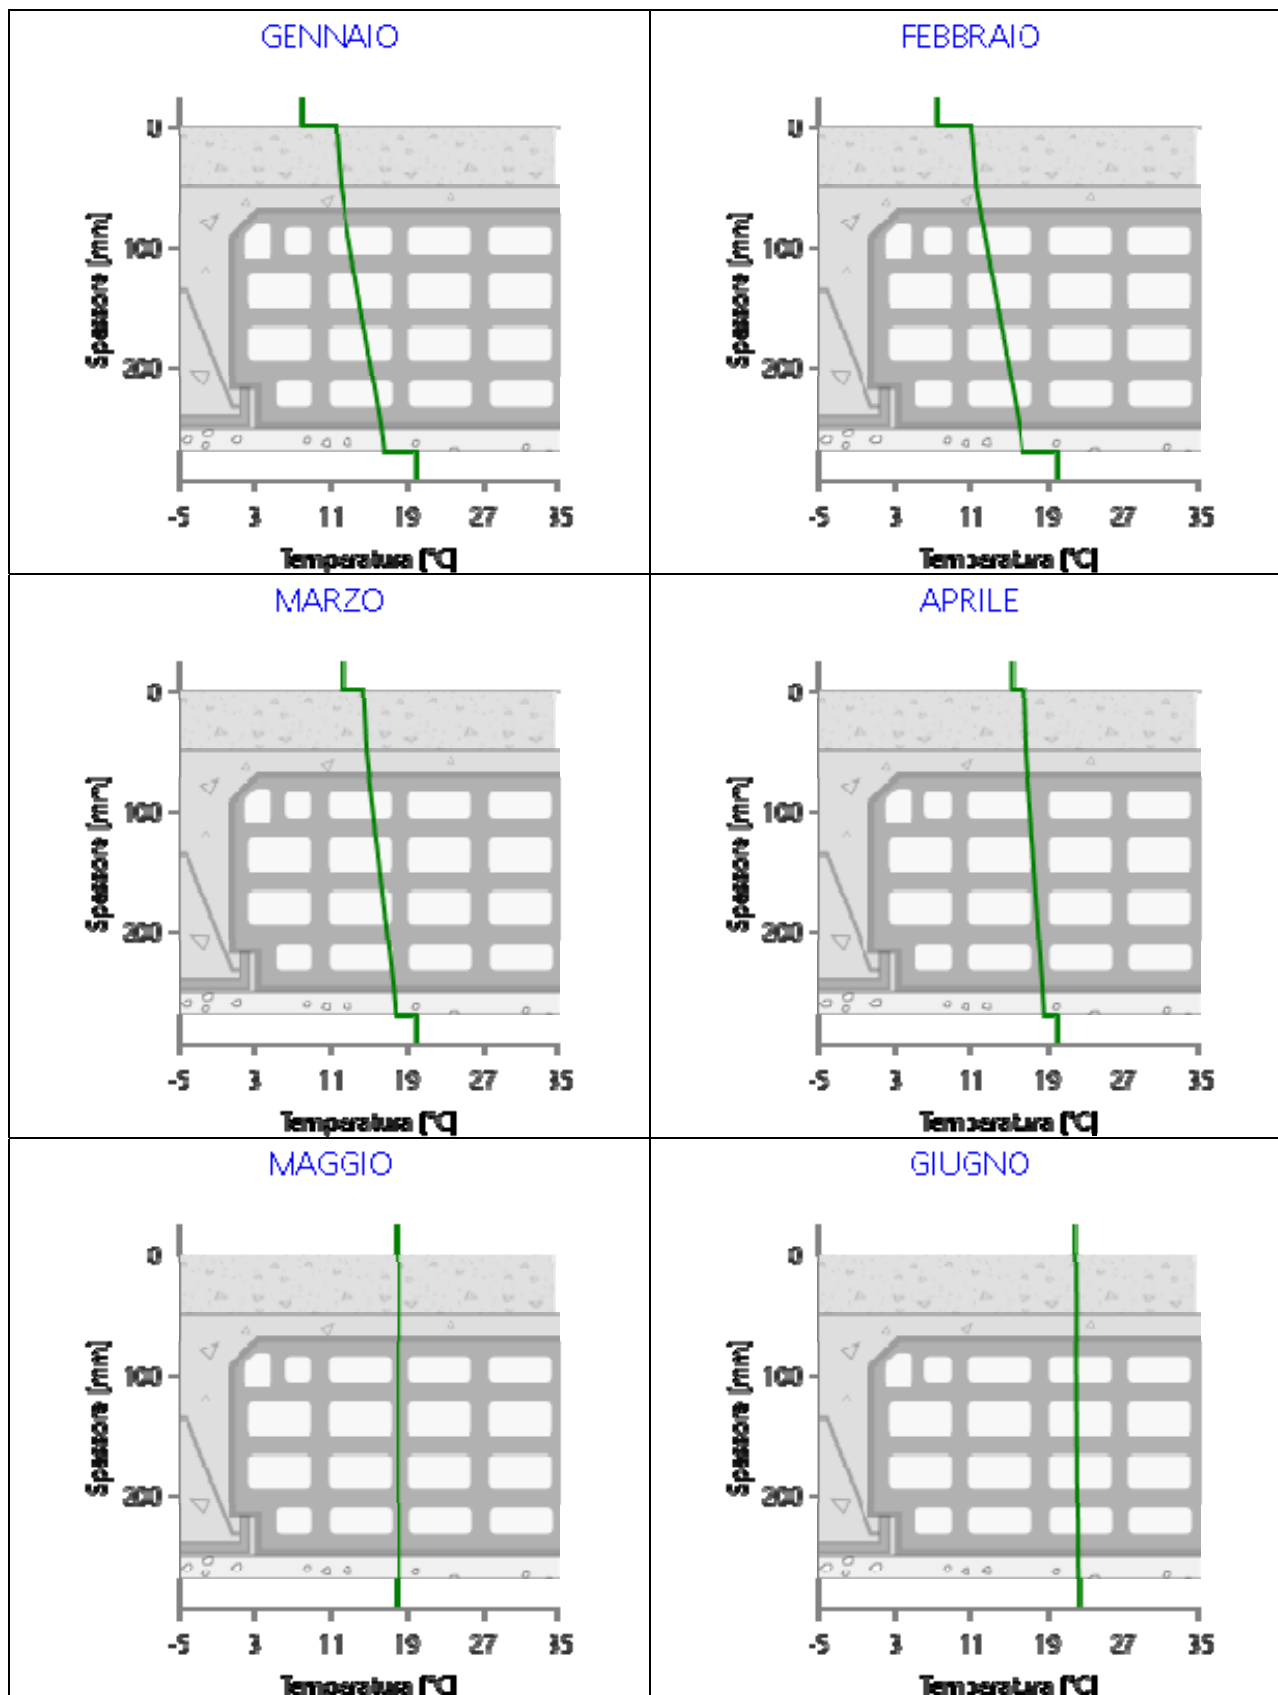 GENNAIO
0
100
200
Spessore [mm]
-5 3 11 19 27 35
Temperatura [°C]
FEBBRAIO
0
100
200
Spessore [mm]
-5 3 11 19 27 35
Temperatura [°C]
MARZO
0
100
200
Spessore [mm]
-5 3 11 19 27 35
Temperatura [°C]
APRILE
0
100
200
Spessore [mm]
-5 3 11 19 27 35
Temperatura [°C]
MAGGIO
0
100
200
Spessore [mm]
-5 3 11 19 27 35
Temperatura [°C]
GIUGNO
0
100
200
Spessore [mm]
-5 3 11 19 27 35
Temperatura [°C]